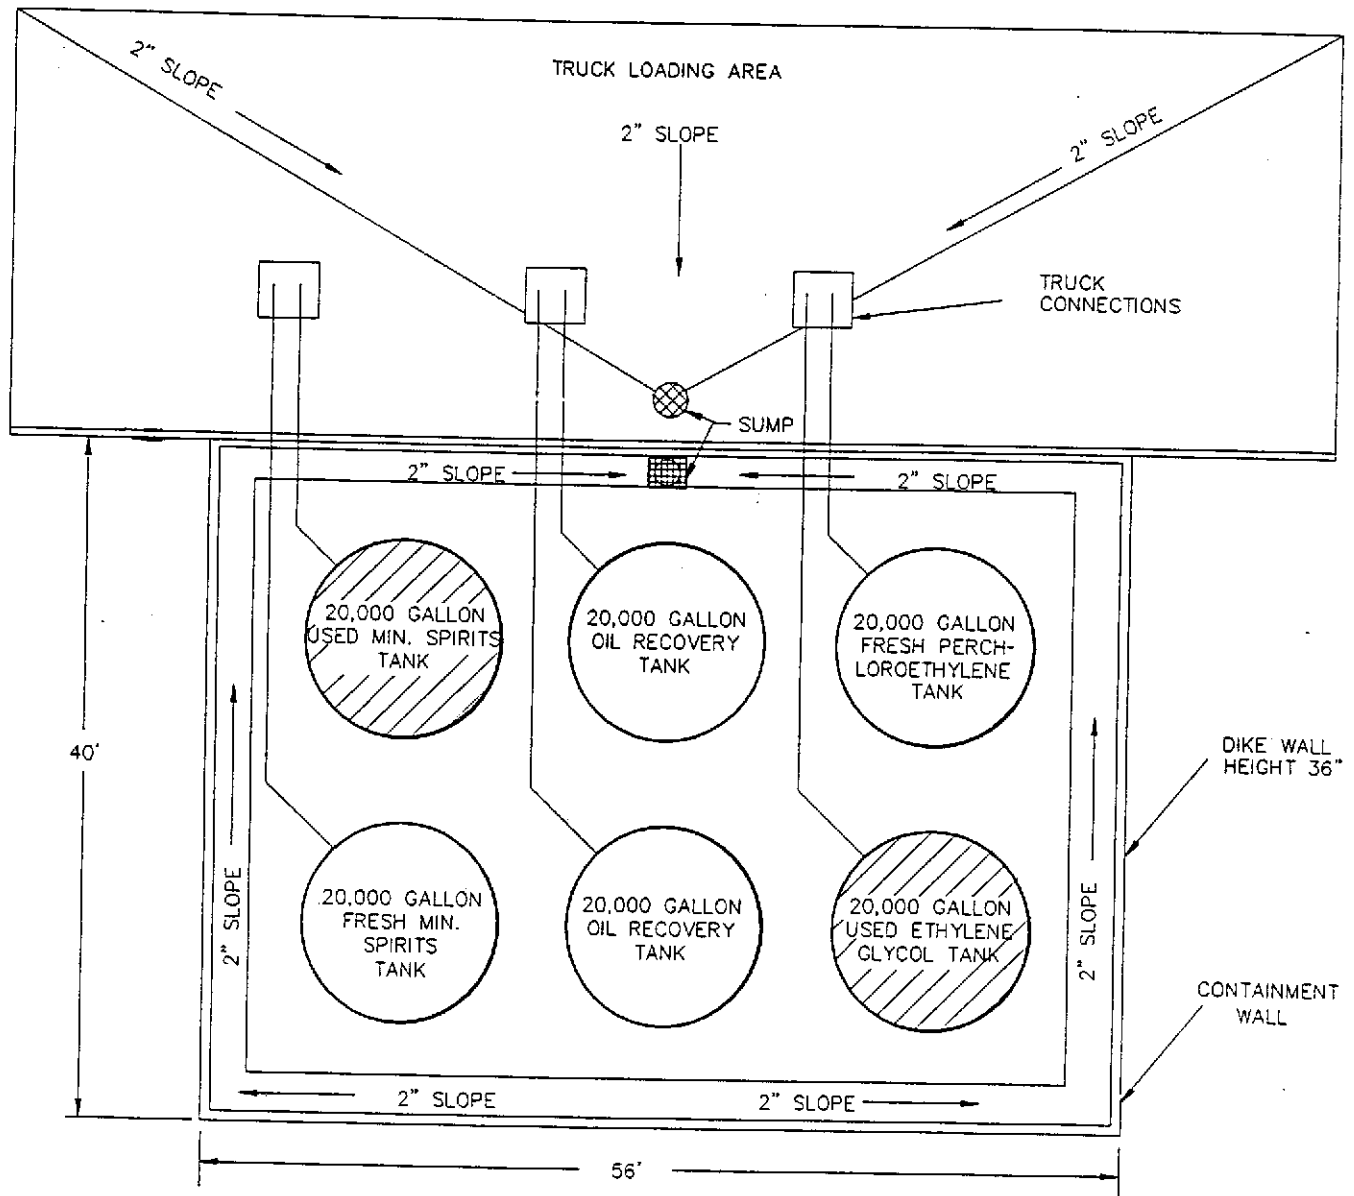 2" SLOPE
TRUCK LOADING AREA
2" SLOPE
2" SLOPE
TRUCK
CONNECTIONS
SUMP
2" SLOPE
2" SLOPE
20,000 GALLON
USED MIN. SPIRITS
TANK
20,000 GALLON
OIL RECOVERY
TANK
20,000 GALLON
FRESH PERCH-
LOROETHYLENE
TANK
40'
DIKE WALL
HEIGHT 36"
2" SLOPE
20,000 GALLON
FRESH MIN.
SPIRITS
TANK
20,000 GALLON
OIL RECOVERY
TANK
20,000 GALLON
USED ETHYLENE
GLYCOL TANK
2" SLOPE
CONTAINMENT
WALL
2" SLOPE
2" SLOPE
56'